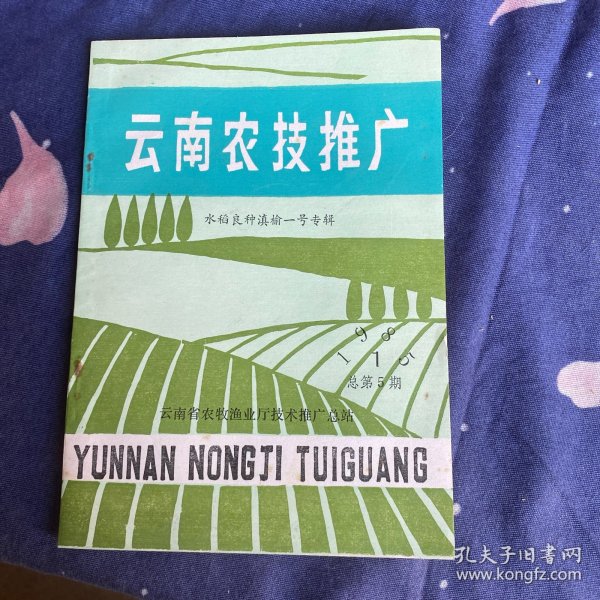 云南农技推广
水稻良种滇榆一号专辑
1985
1
总第5期
云南省农牧渔业厅技术推广总站
YUNNAN NONGJI TUIGUANG
孔夫子旧书网
www.kongfz.com